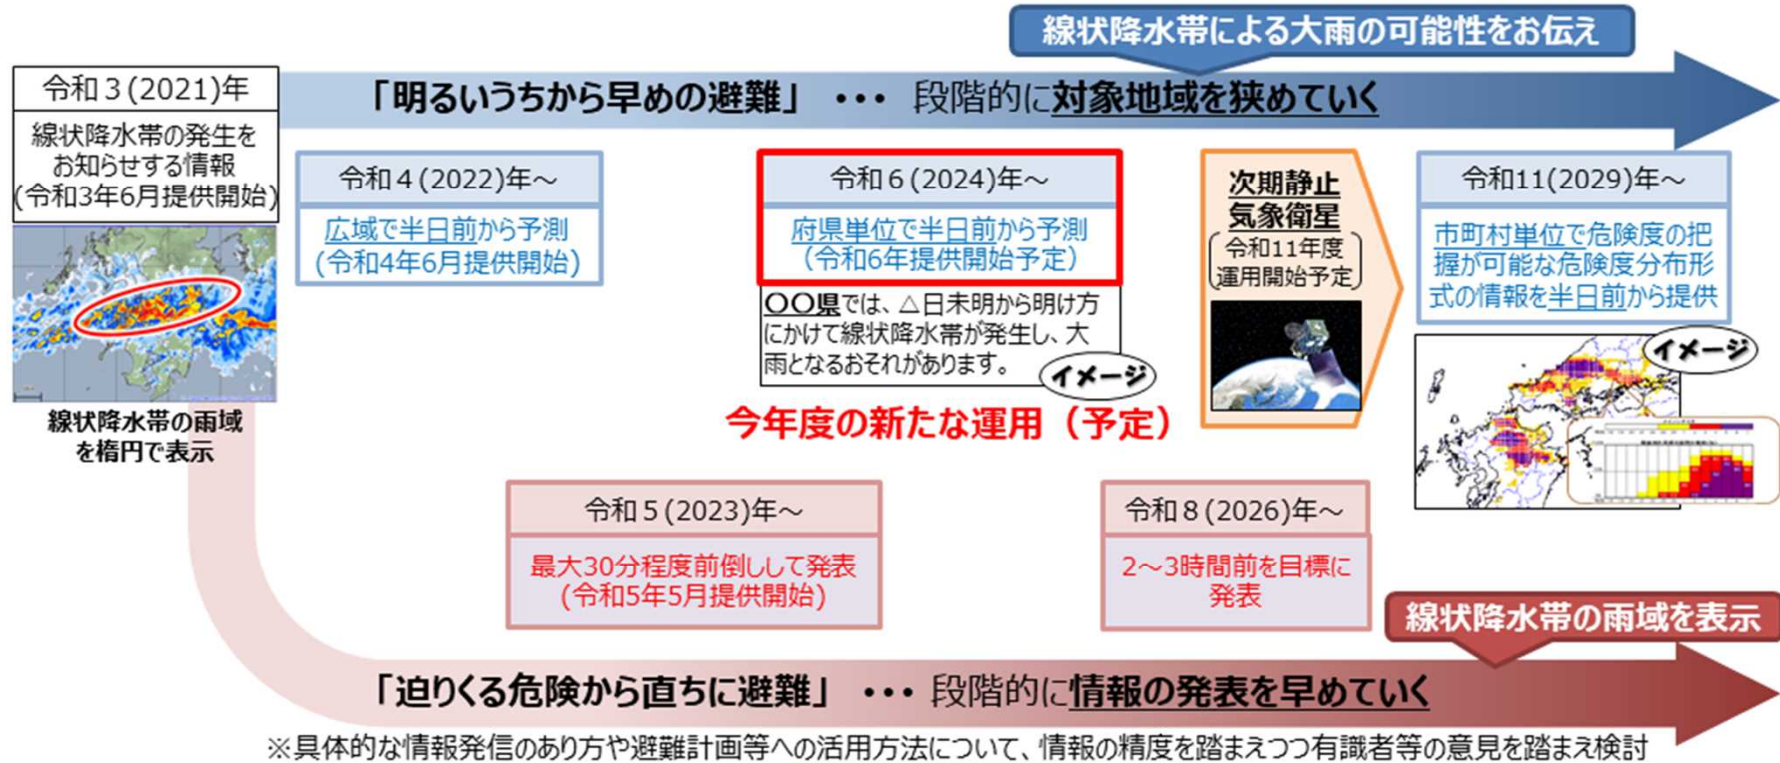 線状降水帯による大雨の可能性をお伝え
「明るいうちから早めの避難」 ・・・ 段階的に対象地域を狭めていく
令和３(2021)年
線状降水帯の発生を
お知らせする情報
(令和3年6月提供開始)
線状降水帯の雨域
を楕円で表示
令和４(2022)年～
広域で半日前から予測
(令和4年6月提供開始)
令和６(2024)年～
府県単位で半日前から予測
(令和6年提供開始予定)
〇〇県では、△日未明から明け方
にかけて線状降水帯が発生し、大
雨となるおそれがあります。
イメージ
今年度の新たな運用（予定）
次期静止
気象衛星
令和11年度
運用開始予定
令和11(2029)年～
市町村単位で危険度の把
握が可能な危険度分布形
式の情報を半日前から提供
イメージ
令和５(2023)年～
最大30分程度前倒しして発表
(令和5年5月提供開始)
令和８(2026)年～
2～3時間前を目標に
発表
線状降水帯の雨域を表示
「迫りくる危険から直ちに避難」 ・・・ 段階的に情報の発表を早めていく
※具体的な情報発信のあり方や避難計画等への活用方法について、情報の精度を踏まえつつ有識者等の意見を踏まえ検討